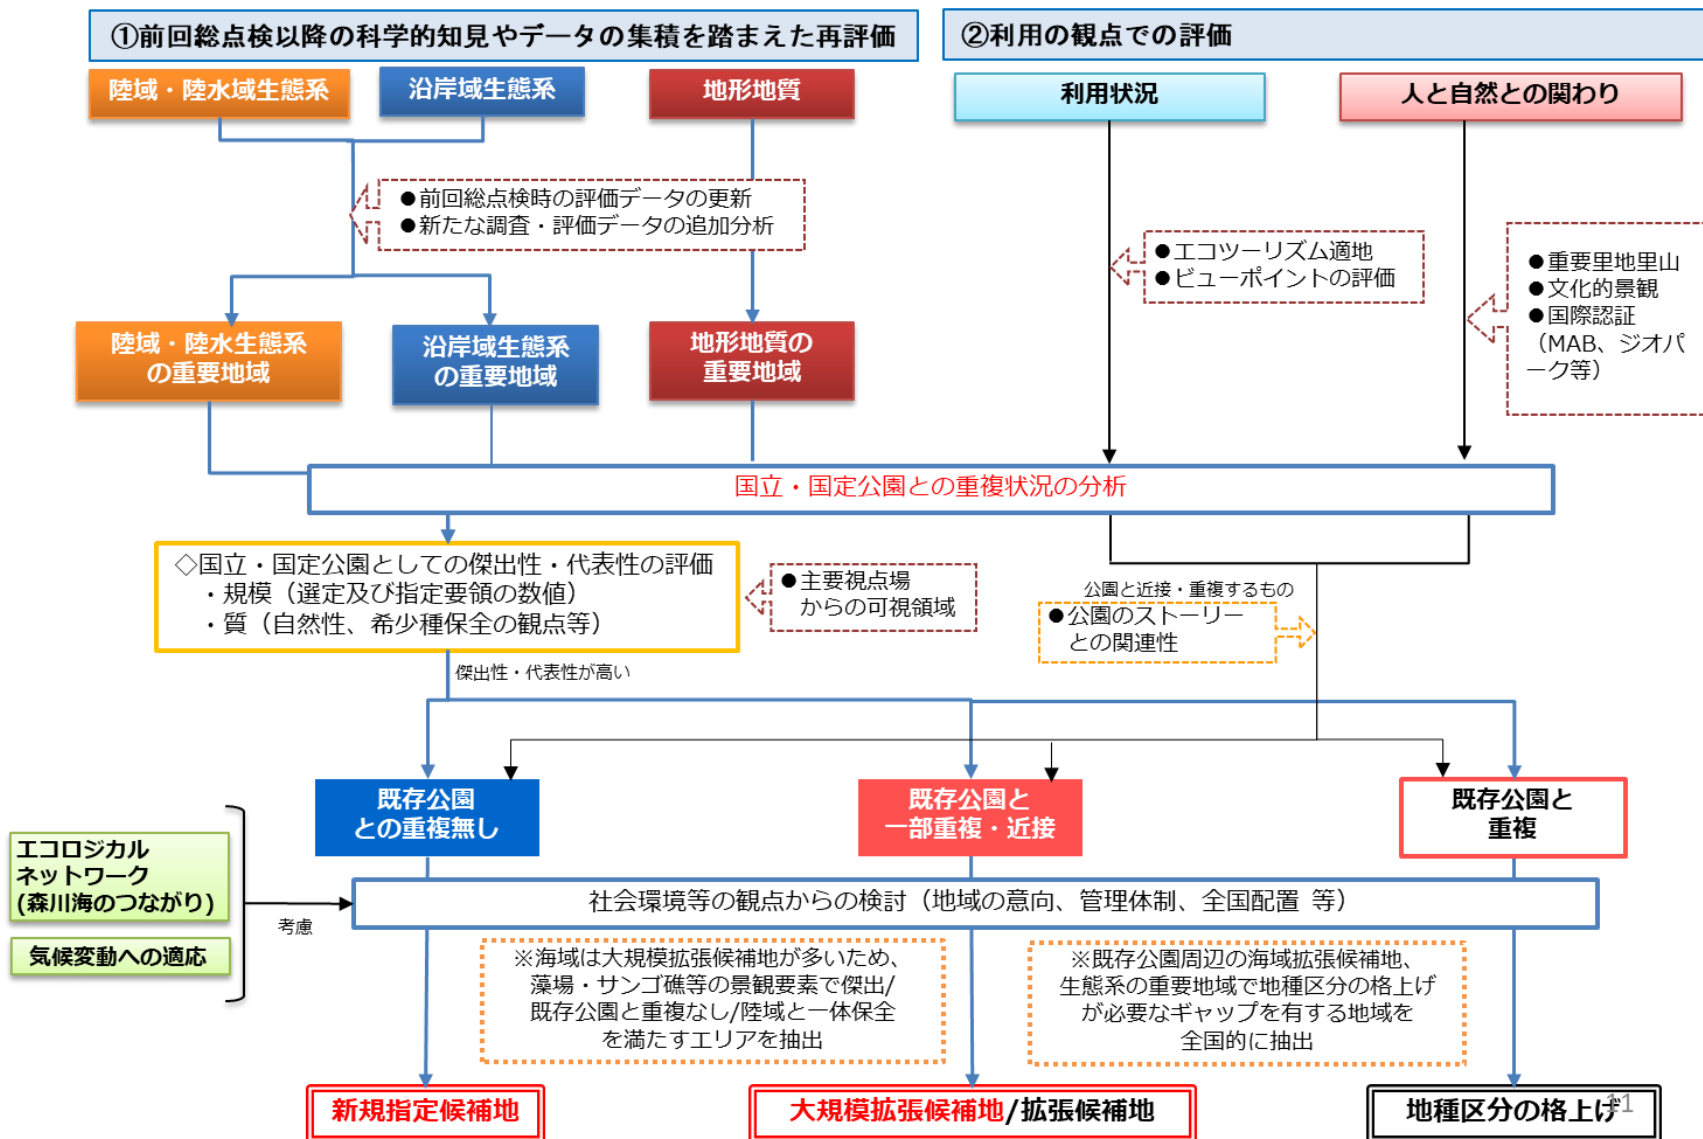 ①前回総点検以降の科学的知見やデータの集積を踏まえた再評価
②利用の観点での評価
陸域・陸水域生態系
沿岸域生態系
地形地質
利用状況
人と自然との関わり
●前回総点検時の評価データの更新
●新たな調査・評価データの追加分析
●エコツーリズム適地
●ビューポイントの評価
●重要里地里山
●文化的景観
●国際認証
（MAB、ジオパ
ーク等）
陸域・陸水生態系
の重要地域
沿岸域生態系
の重要地域
地形地質の
重要地域
国立・国定公園との重複状況の分析
◇国立・国定公園としての傑出性・代表性の評価
・規模（選定及び指定要領の数値）
・質（自然性、希少種保全の観点等）
●主要視点場
からの可視領域
公園と近接・重複するもの
●公園のストーリー
との関連性
傑出性・代表性が高い
既存公園
との重複無し
既存公園と
一部重複・近接
既存公園と
重複
エコロジカル
ネットワーク
(森川海のつながり)
気候変動への適応
考慮
社会環境等の観点からの検討（地域の意向、管理体制、全国配置 等）
※海域は大規模拡張候補地が多いため、
藻場・サンゴ礁等の景観要素で傑出/
既存公園と重複なし/陸域と一体保全
を満たすエリアを抽出
※既存公園周辺の海域拡張候補地、
生態系の重要地域で地種区分の格上げ
が必要なギャップを有する地域を
全国的に抽出
新規指定候補地
大規模拡張候補地/拡張候補地
地種区分の格上げ
11